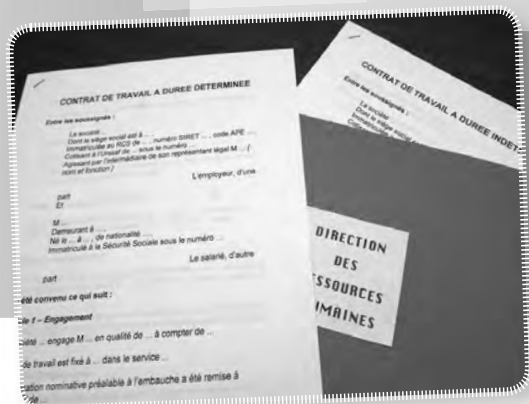 CONTRAT DE TRAVAIL A DUREE DETERMINEE
Entre les soussignés :
La société ...
Dont le siège social est à ... ,
Immatriculée au RCS de ... , numéro SIRET ... , code APE ... ,
Cotisant à l'Urssaf de ... sous le numéro ...
Agissant par l'intermédiaire de son représentant légal M ... (
nom et fonction )
L'employeur, d'une
part
Et
M ...
Demeurant à ... ,
Né le ... à ... , de nationalité ... ,
Immatriculé à la Sécurité Sociale sous le numéro ...
Le salarié, d'autre
part
été convenu ce qui suit :
1 – Engagement
... engage M ... en qualité de ... à compter de ...
de travail est fixé à ... dans le service ...
nominative préalable à l'embauche a été remise à
de ...
CONTRAT DE TRAVAIL A DUREE INDET
Entre les soussignés :
La société
Dont le siège social
DIRECTION
DES
SSOURCES
MAINES